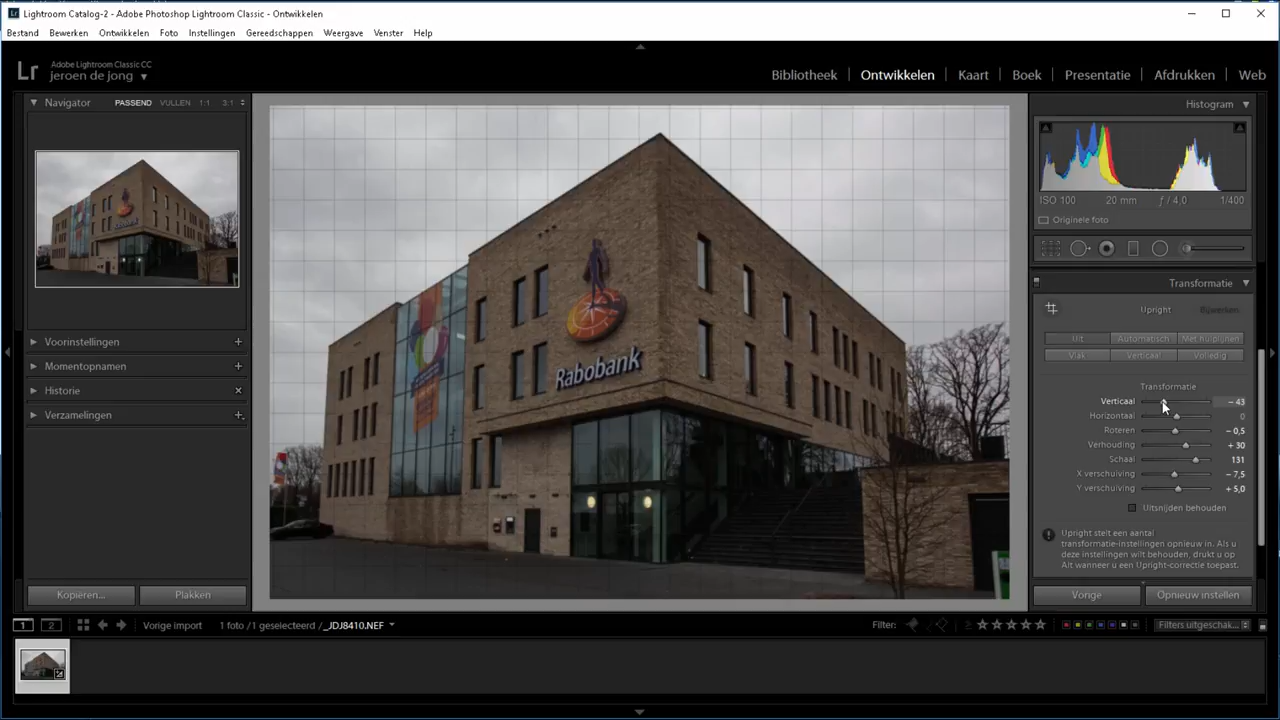 Lightroom Catalog-2 - Adobe Photoshop Lightroom Classic - Ontwikkelen
Bestand Bewerken Ontwikkelen Foto Instellingen Gereedschappen Weergave Venster Help
Lr
Adobe Lightroom Classic CC
jeroen de jong
Bibliotheek Ontwikkelen Kaart Boek Presentatie Afdrukken Web
Navigator PASSEND VULLEN 1:1 3:1
Voorinstellingen
Momentopnamen
Historie
Verzamelingen
Kopiëren... Plakken
Rabobank
Histogram
ISO 100 20 mm ƒ / 4,0 1/400
Originele foto
Transformatie
Upright Bijwerken
Uit Automatisch Met hulplijnen
Vlak Verticaal Volledig
Transformatie
Verticaal - 43
Horizontaal 0
Roteren - 0,5
Verhouding + 30
Schaal 131
X verschuiving - 7,5
Y verschuiving + 5,0
Uitsnijden behouden
Upright stelt een aantal
transformatie-instellingen opnieuw in. Als u
deze instellingen wilt behouden, drukt u op
Alt wanneer u een Upright-correctie toepast.
Vorige Opnieuw instellen
1 2 Vorige import 1 foto /1 geselecteerd /_JDJ8410.NEF Filter: Filters uitgeschak...